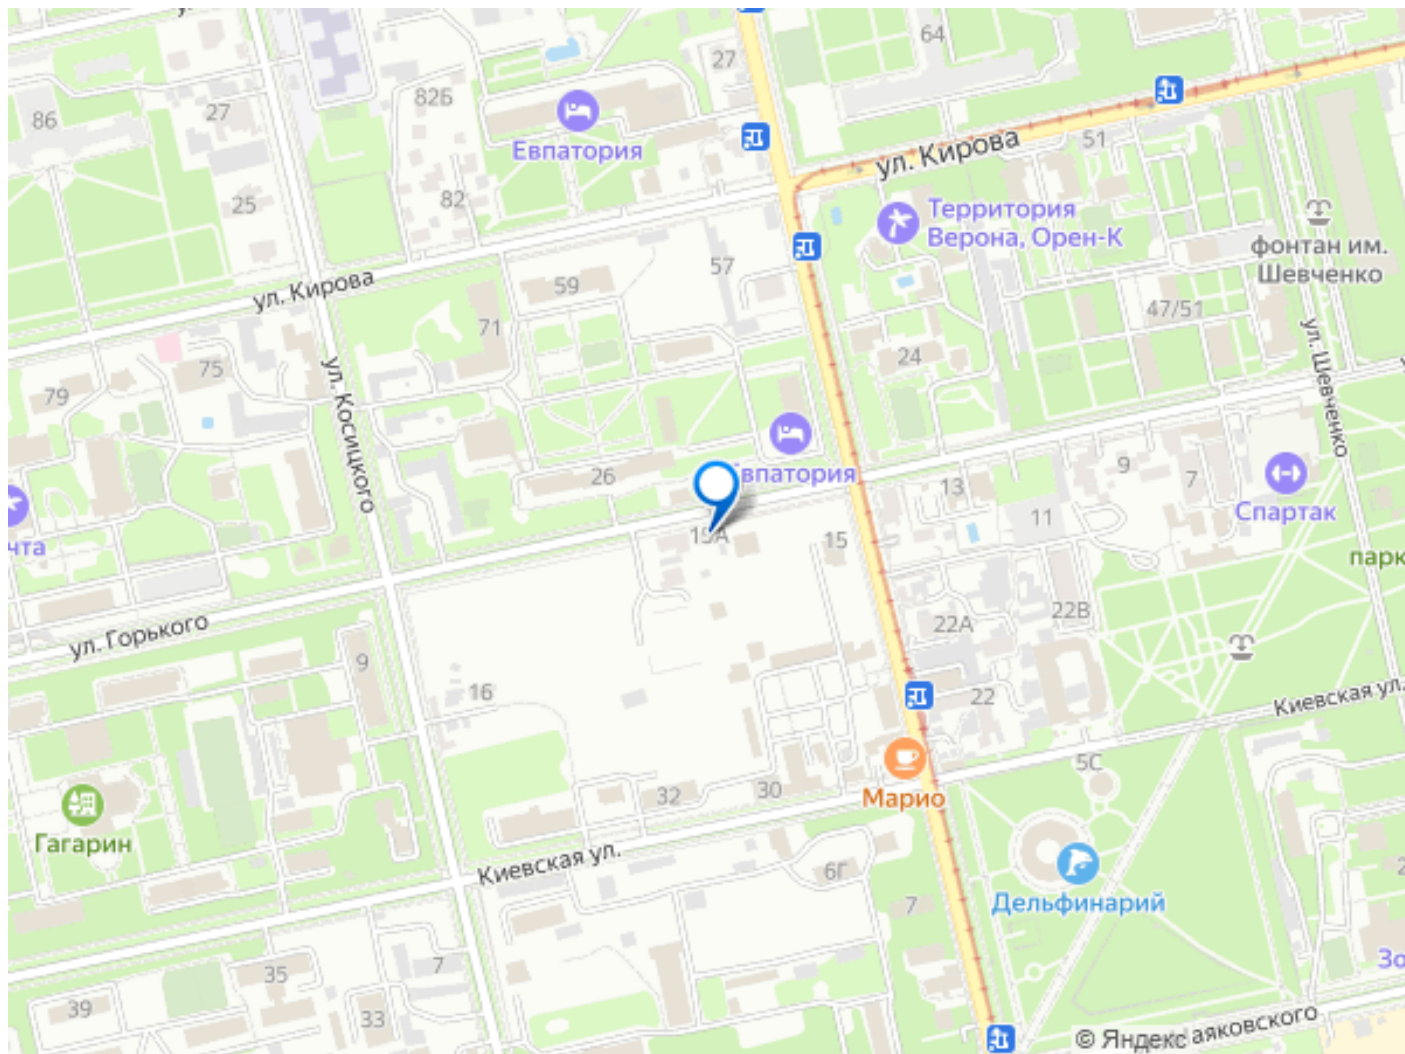 64
27
86
27
82Б
Евпатория
ул. Кирова
51
25
82
Территория
Верона, Орен-К
фонтан им.
Шевченко
57
59
ул. Кирова
71
47/51
24
75
79
ул. Косицкого
ул. Шевченко
Евпатория
26
9
7
13
Спартак
11
15А
15
парк
22В
22А
ул. Горького
9
16
22
Киевская ул.
5С
32
30
Марио
Гагарин
Киевская ул.
6Г
7
Дельфинарий
35
7
39
33
© Яндекс